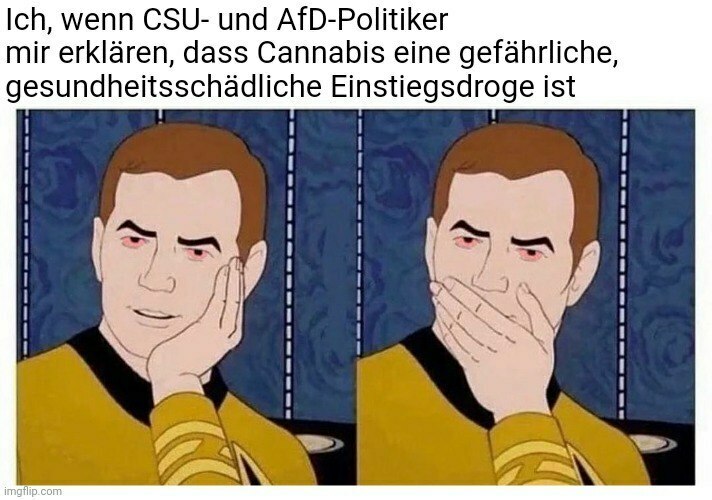 Ich, wenn CSU- und AfD-Politiker
mir erklären, dass Cannabis eine gefährliche,
gesundheitsschädliche Einstiegsdroge ist
imgflip.com